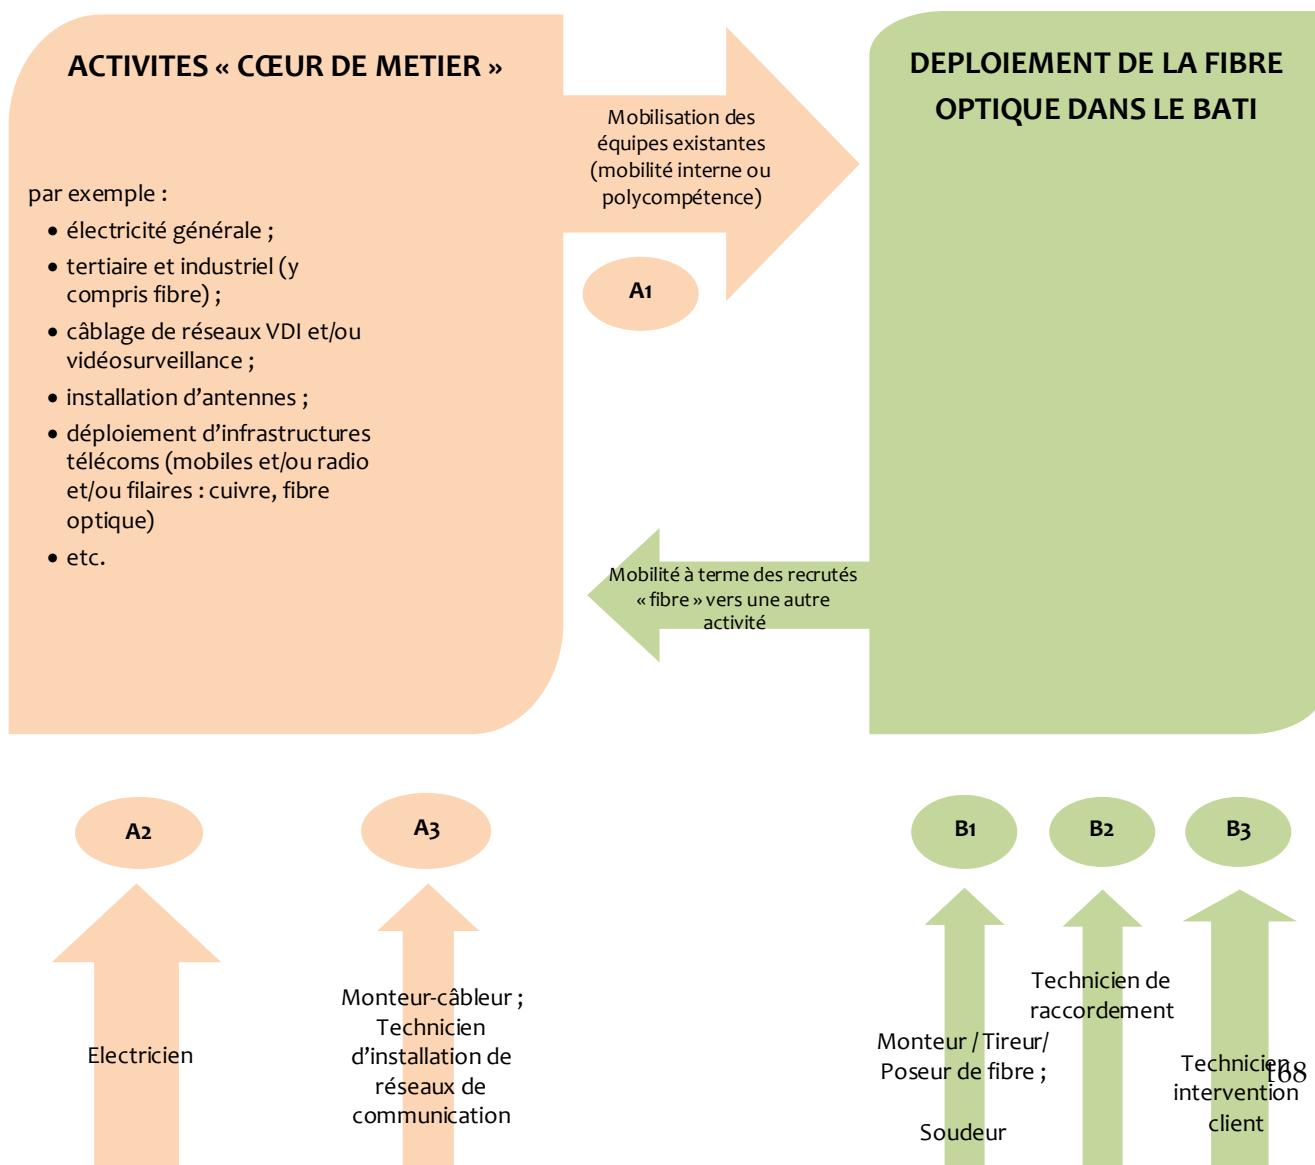 ACTIVITES « CŒUR DE METIER »
par exemple :
• électricité générale ;
• tertiaire et industriel (y
compris fibre) ;
• câblage de réseaux VDI et/ou
vidéosurveillance ;
• installation d’antennes ;
• déploiement d’infrastructures
télécoms (mobiles et/ou radio
et/ou filaires : cuivre, fibre
optique)
• etc.
Mobilisation des
équipes existantes
(mobilité interne ou
polycompétence)
A1
DEPLOIEMENT DE LA FIBRE
OPTIQUE DANS LE BATI
Mobilité à terme des recrutés
« fibre » vers une autre
activité
A2
A3
B1
B2
B3
Electricien
Monteur-câbleur ;
Technicien
d’installation de
réseaux de
communication
Monteur / Tireur/
Poseur de fibre ;
Soudeur
Technicien de
raccordement
Technicien
intervention
client
168